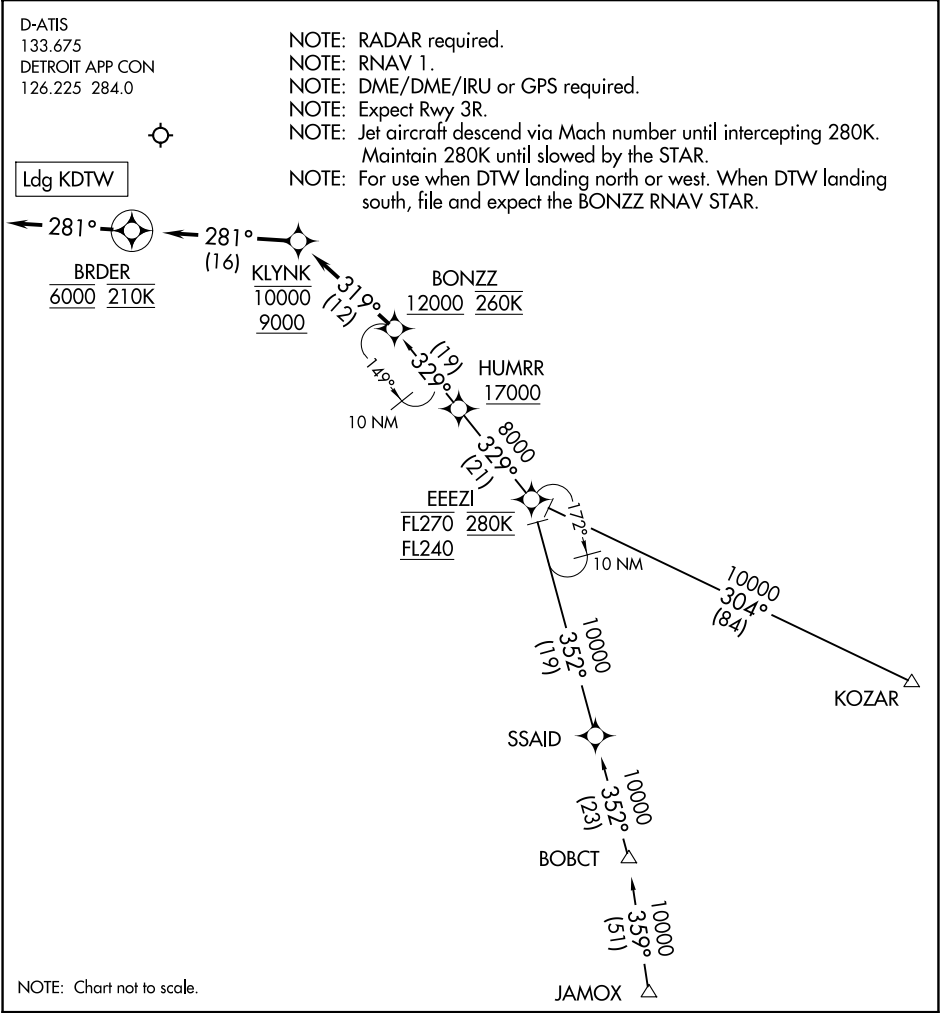 D-ATIS
133.675
DETROIT APP CON
126.225 284.0
NOTE: RADAR required.
NOTE: RNAV 1.
NOTE: DME/DME/IRU or GPS required.
NOTE: Expect Rwy 3R.
NOTE: Jet aircraft descend via Mach number until intercepting 280K.
Maintain 280K until slowed by the STAR.
NOTE: For use when DTW landing north or west. When DTW landing
south, file and expect the BONZZ RNAV STAR.
Ldg KDTW
281°
BRDER
6000 210K
281°
(16)
KLYNK
10000
9000
319°
(12)
BONZZ
12000 260K
149°
10 NM
(19)
329°
HUMRR
17000
8000
329°
(21)
EEEZI
FL270 280K
FL240
172°
10 NM
10000
304°
(84)
KOZAR
10000
352°
(19)
SSAID
10000
352°
(23)
BOBCT
10000
359°
(51)
JAMOX
NOTE: Chart not to scale.